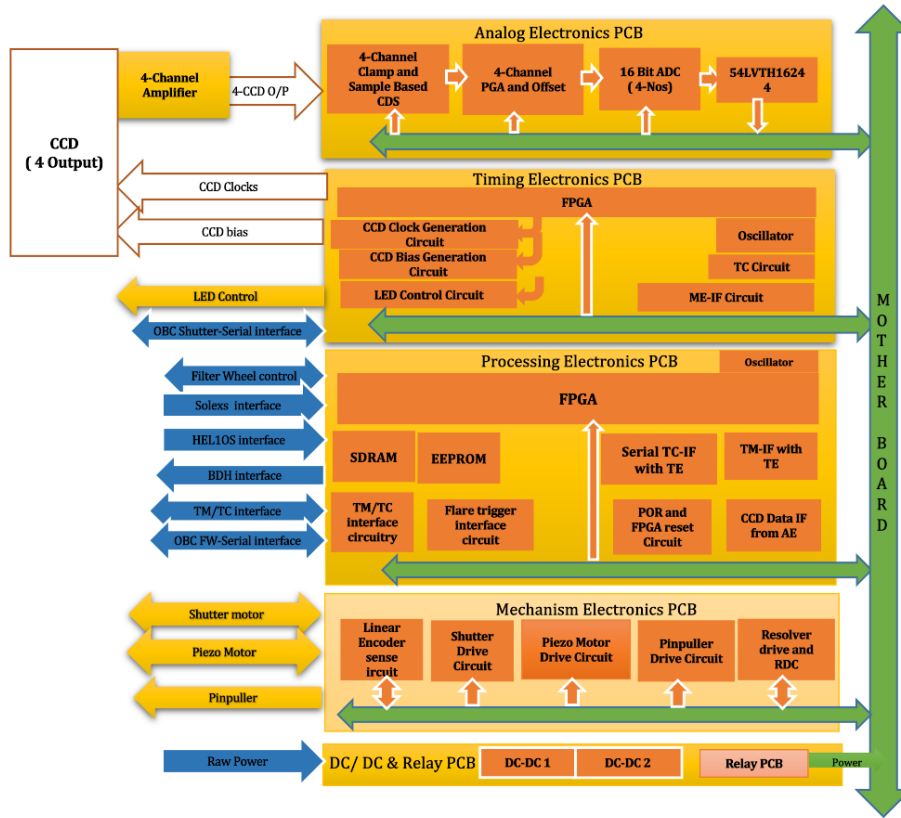 Analog Electronics PCB
CCD
( 4 Output)
4-Channel
Amplifier
4-CCD O/P
4-Channel
Clamp and
Sample Based
CDS
4-Channel
PGA and Offset
16 Bit ADC
( 4-Nos)
54LVTH1624
4
Timing Electronics PCB
CCD Clocks
FPGA
CCD bias
CCD Clock Generation
Circuit
Oscillator
CCD Bias Generation
Circuit
TC Circuit
LED Control
LED Control Circuit
ME-IF Circuit
OBC Shutter-Serial interface
Processing Electronics PCB
Oscillator
Filter Wheel control
FPGA
Solexs interface
HEL1OS interface
SDRAM
EEPROM
Serial TC-IF
with TE
TM-IF with
TE
BDH interface
TM/TC interface
TM/TC
interface
circuitry
Flare trigger
interface
circuit
POR and
FPGA reset
Circuit
CCD Data IF
from AE
OBC FW-Serial interface
Mechanism Electronics PCB
Shutter motor
Linear
Encoder
sense
ircuit
Shutter
Drive
Circuit
Piezo Motor
Drive Circuit
Pinpuller
Drive Circuit
Resolver
drive and
RDC
Piezo Motor
Pinpuller
Raw Power
DC/ DC & Relay PCB
DC-DC 1
DC-DC 2
Relay PCB
Power
MOTHER BOARD